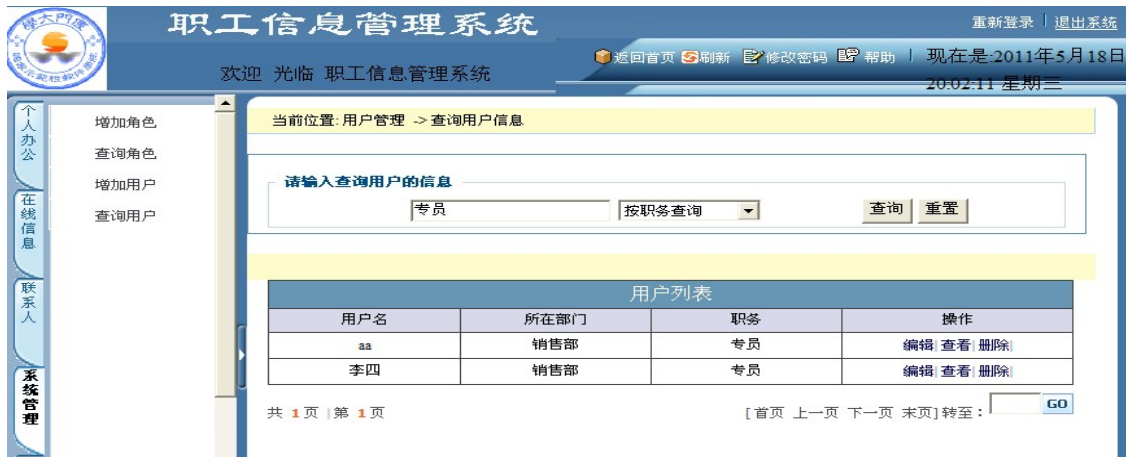 职工信息管理系统
重新登录 | 退出系统
欢迎 光临 职工信息管理系统
返回首页 刷新 修改密码 帮助 | 现在是:2011年5月18日
20:02:11 星期三
个人办公
在线信息
联系人
系统管理
增加角色
查询角色
增加用户
查询用户
当前位置:用户管理 -> 查询用户信息
请输入查询用户的信息
专员 按职务查询 查询 重置
用户列表
用户名 所在部门 职务 操作
aa 销售部 专员 编辑| 查看| 删除|
李四 销售部 专员 编辑| 查看| 删除|
共 1页 |第 1页 [首页 上一页 下一页 末页]转至: GO